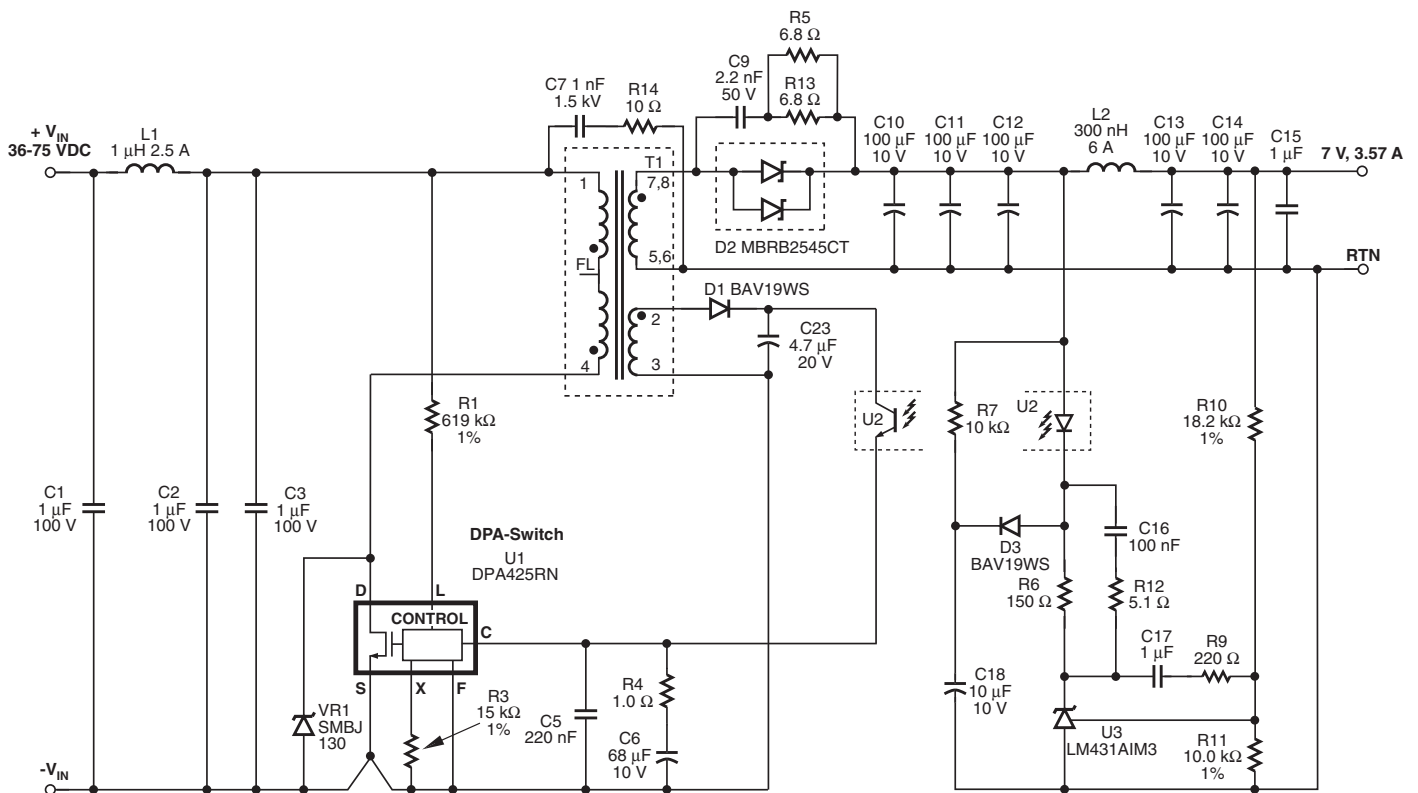 R5
6.8 Ω
C9
2.2 nF
50 V
R13
6.8 Ω
C7 1 nF
1.5 kV
R14
10 Ω
C10
100 μF
10 V
C11
100 μF
10 V
C12
100 μF
10 V
L2
300 nH
6 A
C13
100 μF
10 V
C14
100 μF
10 V
C15
1 μF
7 V, 3.57 A
+ VIN
36-75 VDC
L1
1 μH 2.5 A
T1
1
7,8
D2 MBRB2545CT
FL
5,6
RTN
D1 BAV19WS
2
C23
4.7 μF
20 V
4
3
R1
619 kΩ
1%
U2
R7
10 kΩ
U2
R10
18.2 kΩ
1%
C1
1 μF
100 V
C2
1 μF
100 V
C3
1 μF
100 V
DPA-Switch
U1
DPA425RN
D3
BAV19WS
C16
100 nF
R6
150 Ω
R12
5.1 Ω
D
L
CONTROL
C
S
X
F
C17
1 μF
R9
220 Ω
VR1
SMBJ
130
R3
15 kΩ
1%
C5
220 nF
R4
1.0 Ω
C6
68 μF
10 V
C18
10 μF
10 V
U3
LM431AIM3
R11
10.0 kΩ
1%
-VIN